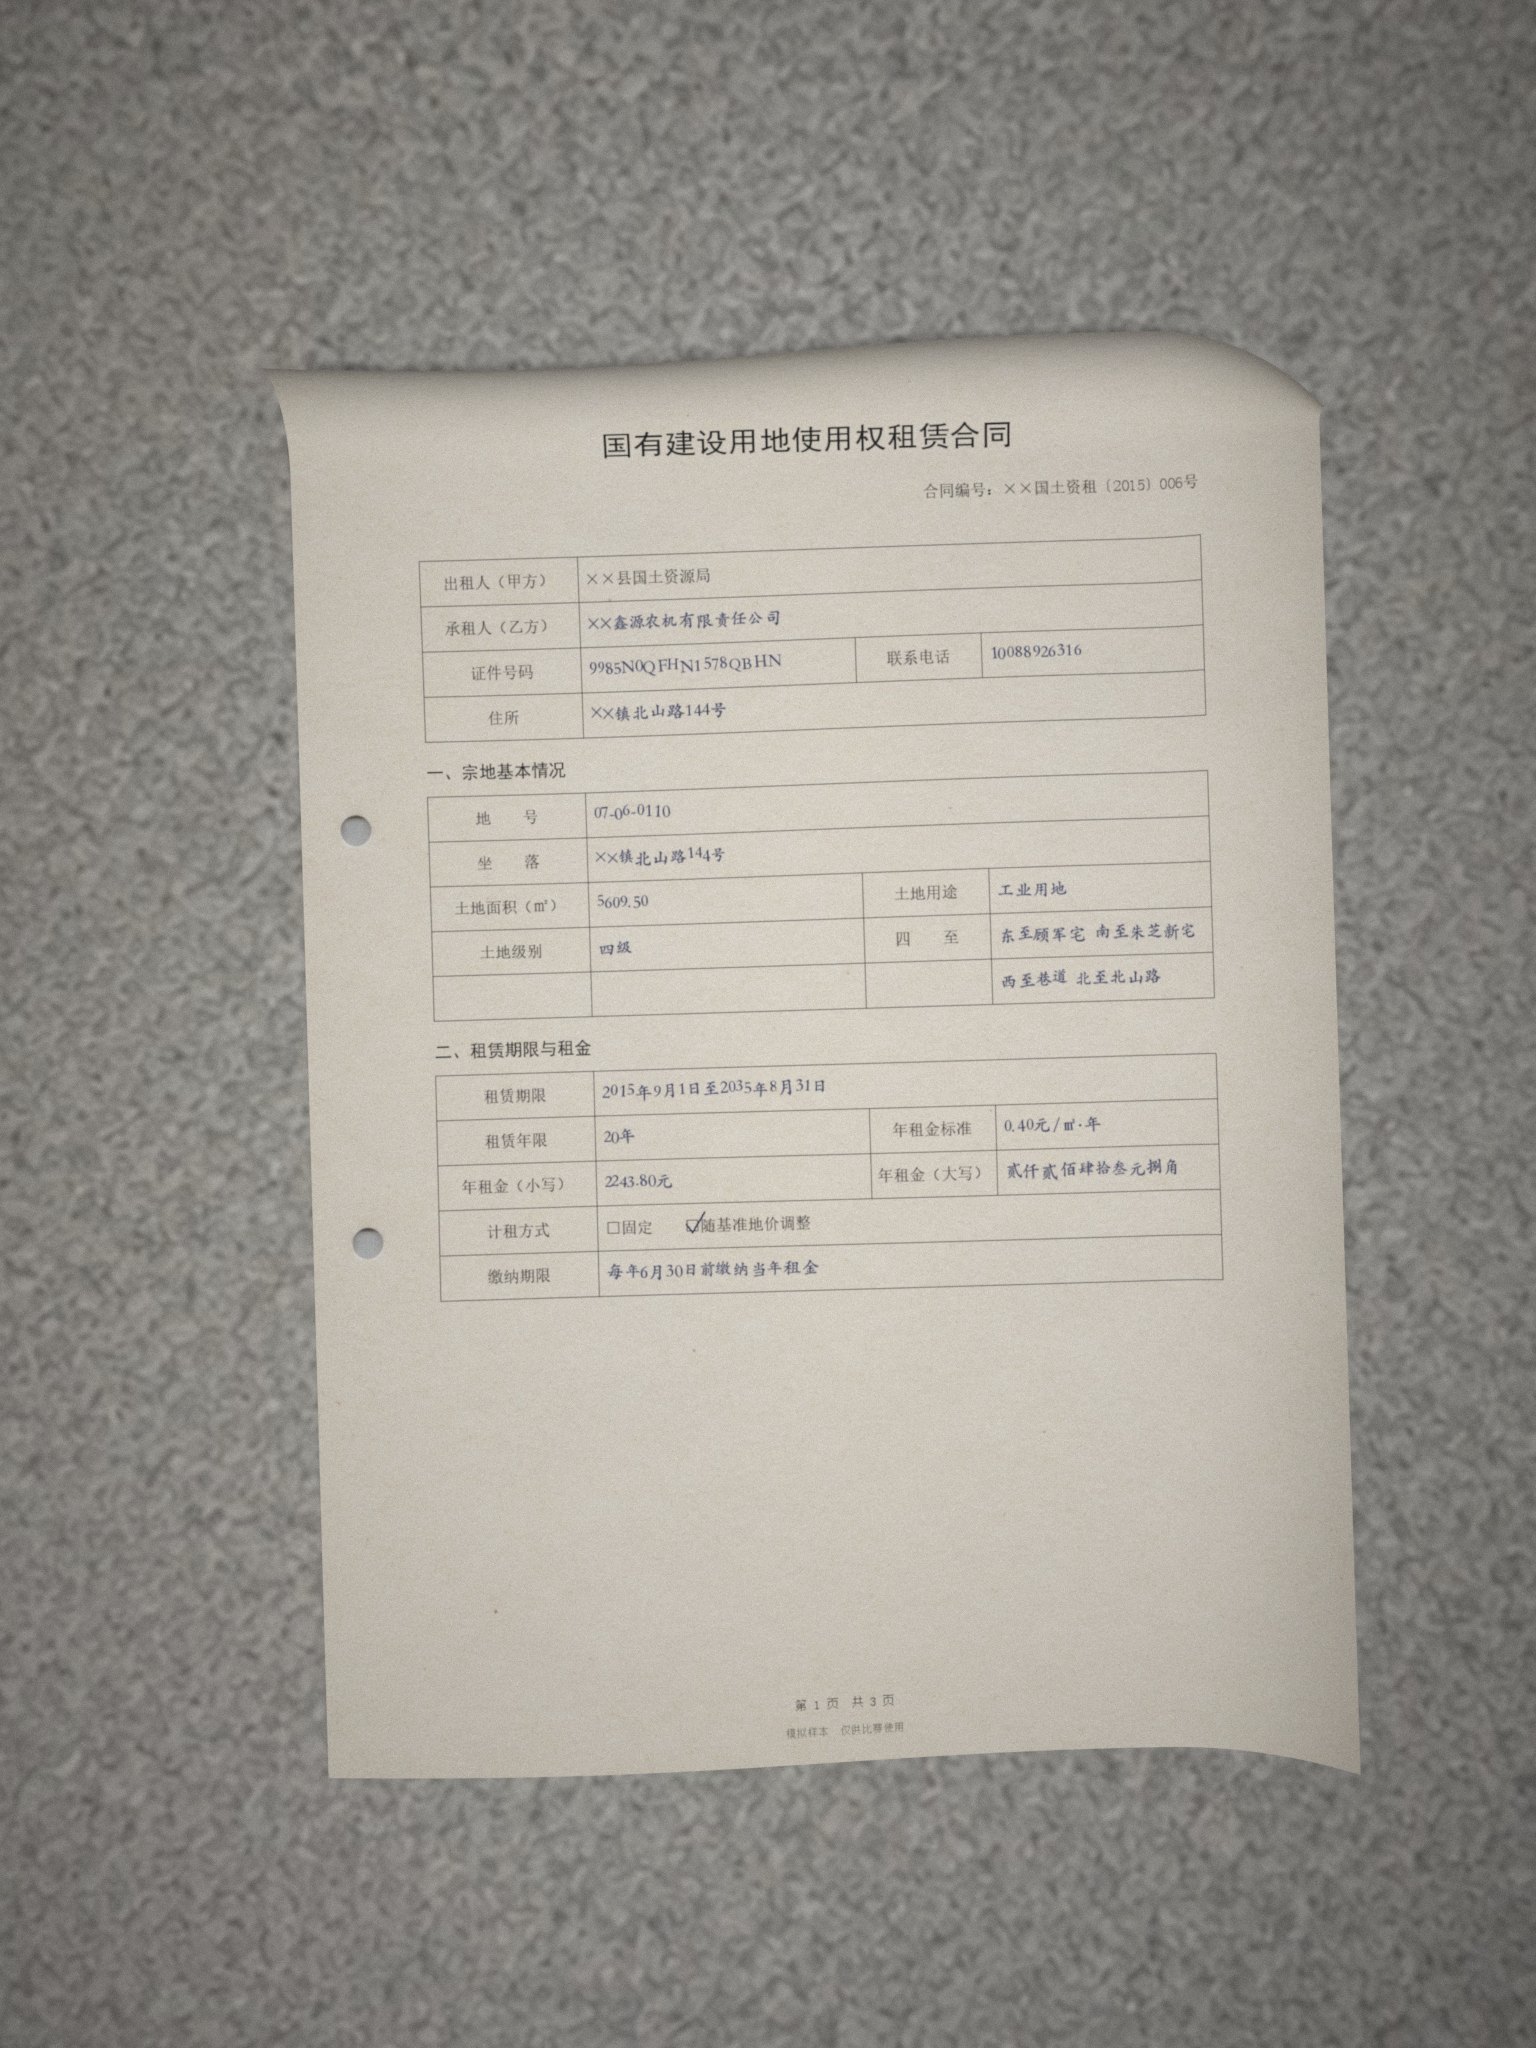 国有建设用地使用权租赁合同
合同编号：××国土资租〔2015〕006号
出租人（甲方） ××县国土资源局
承租人（乙方） ××鑫源农机有限责任公司
证件号码 9985N0QFHN1578QBHN 联系电话 10088926316
住所 ××镇北山路144号
一、宗地基本情况
地 号 07-06-0110
坐 落 ××镇北山路144号
土地面积（㎡） 5609.50 土地用途 工业用地
土地级别 四级 四 至 东至顾军宅 南至朱芝新宅
西至巷道 北至北山路
二、租赁期限与租金
租赁期限 2015年9月1日至2035年8月31日
租赁年限 20年 年租金标准 0.40元/㎡·年
年租金（小写） 2243.80元 年租金（大写） 贰仟贰佰肆拾叁元捌角
计租方式 □固定 ☑随基准地价调整
缴纳期限 每年6月30日前缴纳当年租金
第 1 页 共 3 页
模拟样本 仅供比赛使用